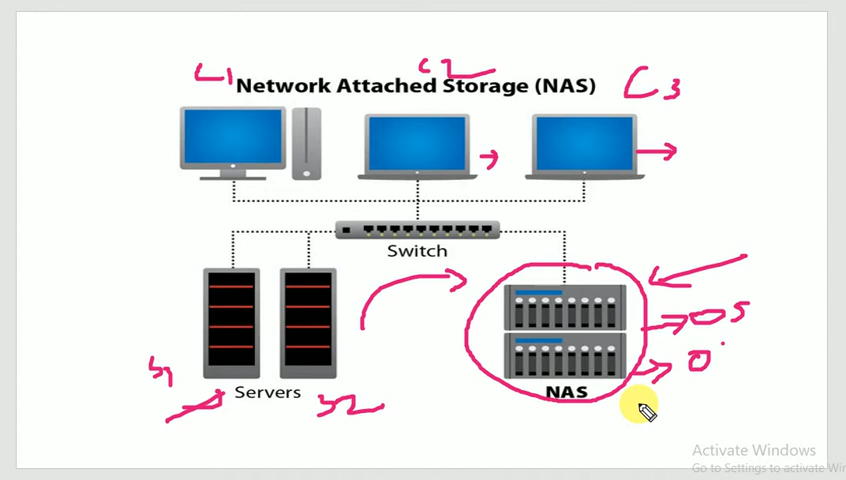 C1
C2
C3
Network Attached Storage (NAS)
Switch
OS
S1
Servers
S2
NAS
Activate Windows
Go to Settings to activate Wi